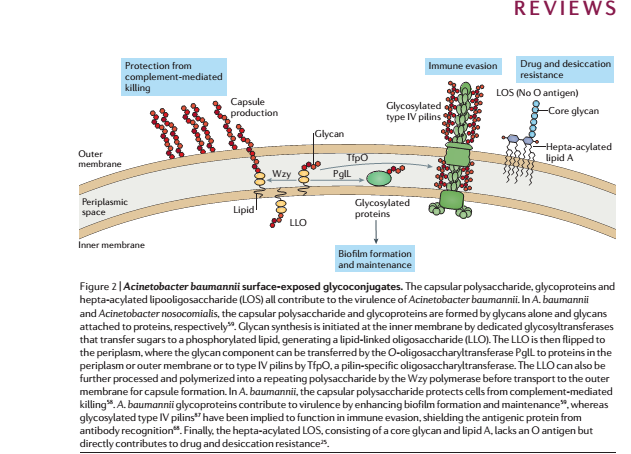 REVIEWS
Protection from
complement-mediated
killing
Immune evasion
Drug and desiccation
resistance
Capsule
production
Glycosylated
type IV pilins
LOS (No O antigen)
Core glycan
Glycan
Hepta-acylated
lipid A
Outer
membrane
TfpO
Wzy
PglL
Periplasmic
space
Lipid
LLO
Glycosylated
proteins
Inner membrane
Biofilm formation
and maintenance
Figure 2 | Acinetobacter baumannii surface-exposed glycoconjugates. The capsular polysaccharide, glycoproteins and
hepta-acylated lipooligosaccharide (LOS) all contribute to the virulence of Acinetobacter baumannii. In A. baumannii
and Acinetobacter nosocomialis, the capsular polysaccharide and glycoproteins are formed by glycans alone and glycans
attached to proteins, respectively⁵⁹. Glycan synthesis is initiated at the inner membrane by dedicated glycosyltransferases
that transfer sugars to a phosphorylated lipid, generating a lipid-linked oligosaccharide (LLO). The LLO is then flipped to
the periplasm, where the glycan component can be transferred by the O-oligosaccharyltransferase PglL to proteins in the
periplasm or outer membrane or to type IV pilins by TfpO, a pilin-specific oligosaccharyltransferase. The LLO can also be
further processed and polymerized into a repeating polysaccharide by the Wzy polymerase before transport to the outer
membrane for capsule formation. In A. baumannii, the capsular polysaccharide protects cells from complement-mediated
killing⁵⁸. A. baumannii glycoproteins contribute to virulence by enhancing biofilm formation and maintenance⁵⁹, whereas
glycosylated type IV pilins⁶⁷ have been implied to function in immune evasion, shielding the antigenic protein from
antibody recognition⁶⁸. Finally, the hepta-acylated LOS, consisting of a core glycan and lipid A, lacks an O antigen but
directly contributes to drug and desiccation resistance²⁵.